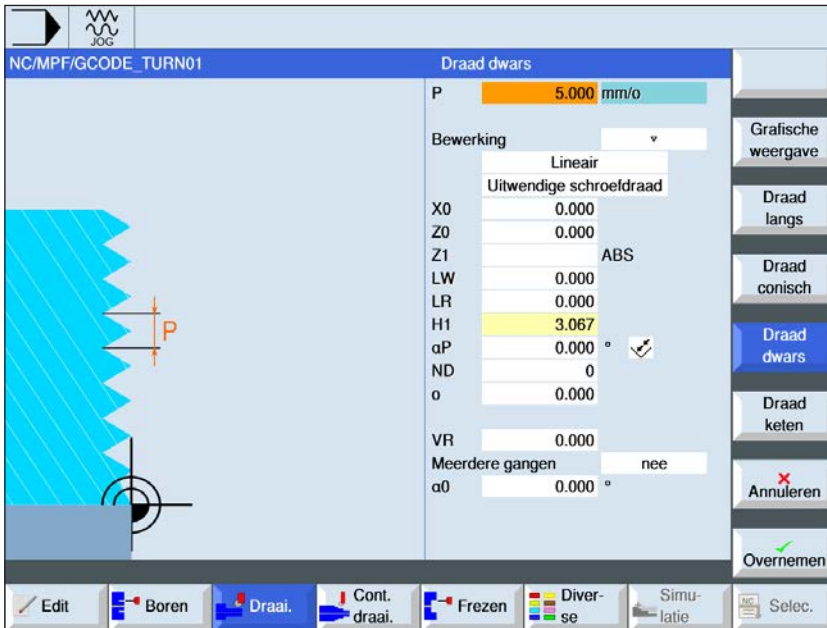 JOG
NC/MPF/GCODE_TURN01
Draad dwars
P 5.000 mm/o
Bewerking ▿
Lineair
Uitwendige schroefdraad
X0 0.000
Z0 0.000
Z1 ABS
LW 0.000
LR 0.000
H1 3.067
αP 0.000 °
ND 0
o 0.000
VR 0.000
Meerdere gangen nee
α0 0.000 °
P
Grafische
weergave
Draad
langs
Draad
conisch
Draad
dwars
Draad
keten
Annuleren
Overnemen
Edit
Boren
Draai.
Cont.
draai.
Frezen
Diver-
se
Simu-
latie
NC
Selec.